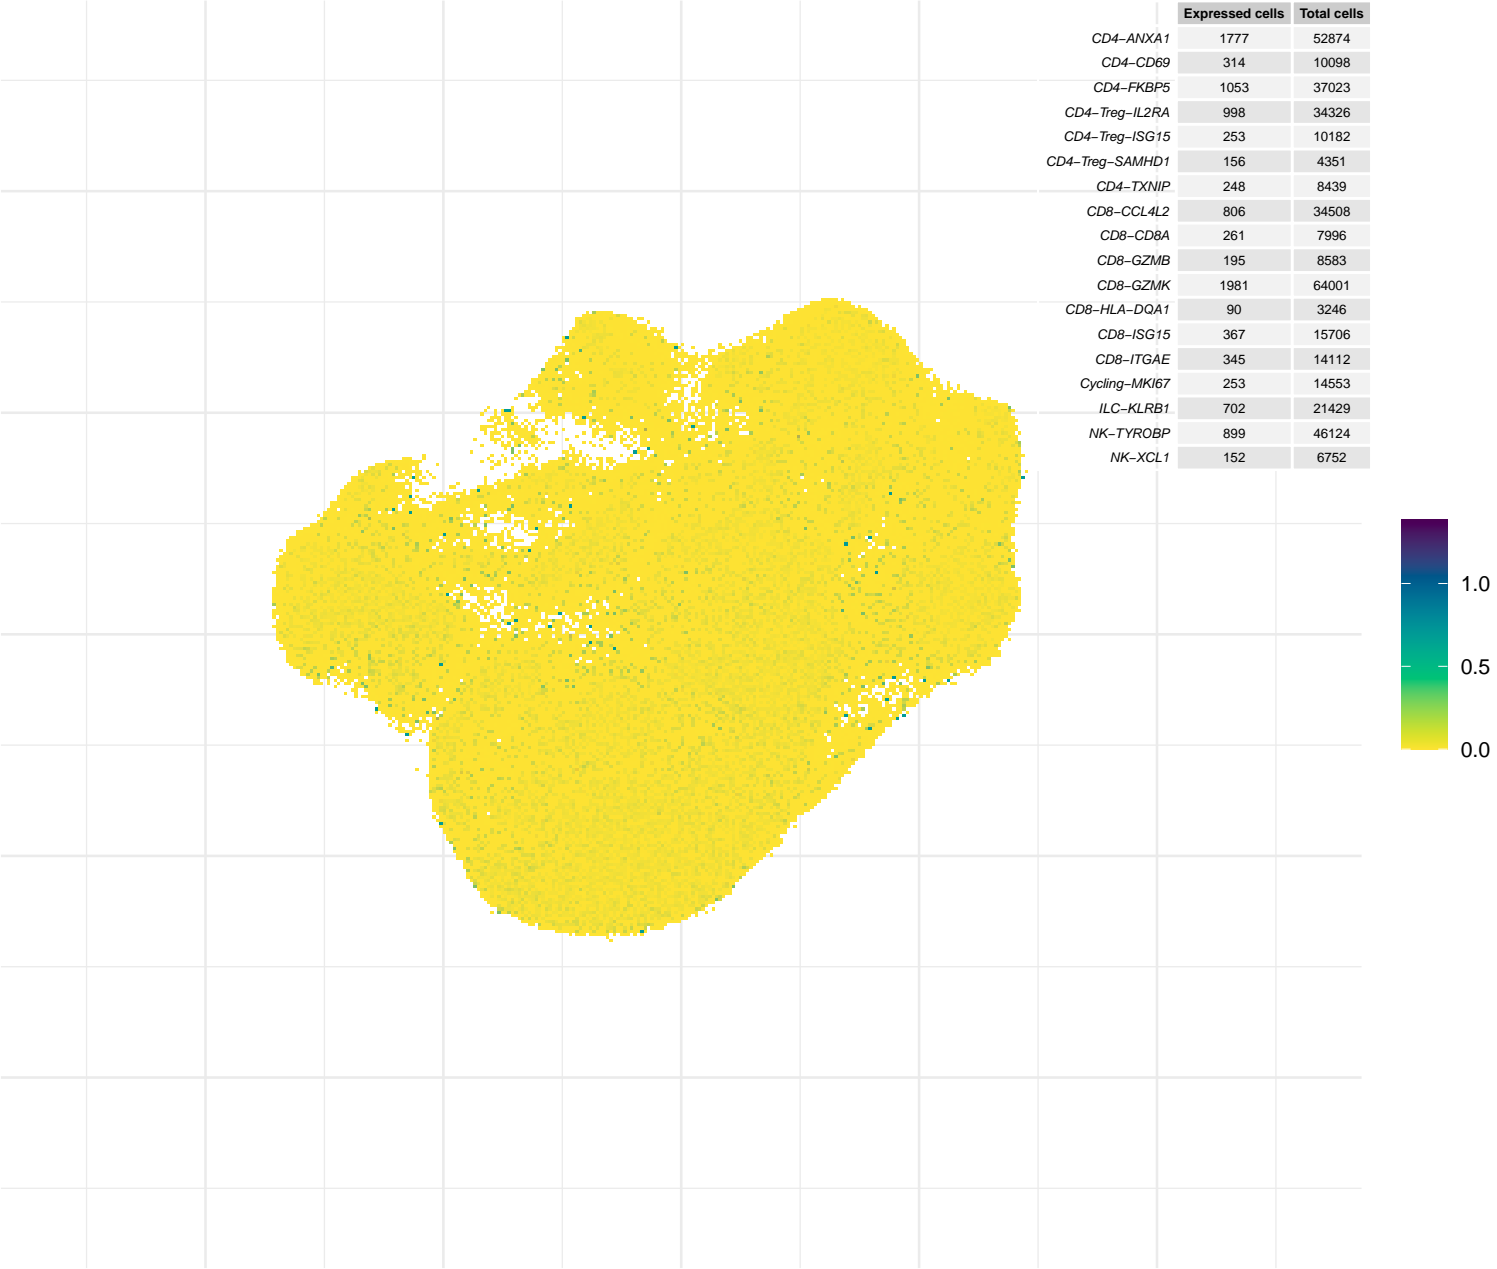 Expressed cells Total cells
CD4−ANXA1 1777 52874
CD4−CD69 314 10098
CD4−FKBP5 1053 37023
CD4−Treg−IL2RA 998 34326
CD4−Treg−ISG15 253 10182
CD4−Treg−SAMHD1 156 4351
CD4−TXNIP 248 8439
CD8−CCL4L2 806 34508
CD8−CD8A 261 7996
CD8−GZMB 195 8583
CD8−GZMK 1981 64001
CD8−HLA−DQA1 90 3246
CD8−ISG15 367 15706
CD8−ITGAE 345 14112
Cycling−MKI67 253 14553
ILC−KLRB1 702 21429
NK−TYROBP 899 46124
NK−XCL1 152 6752
1.0
0.5
0.0